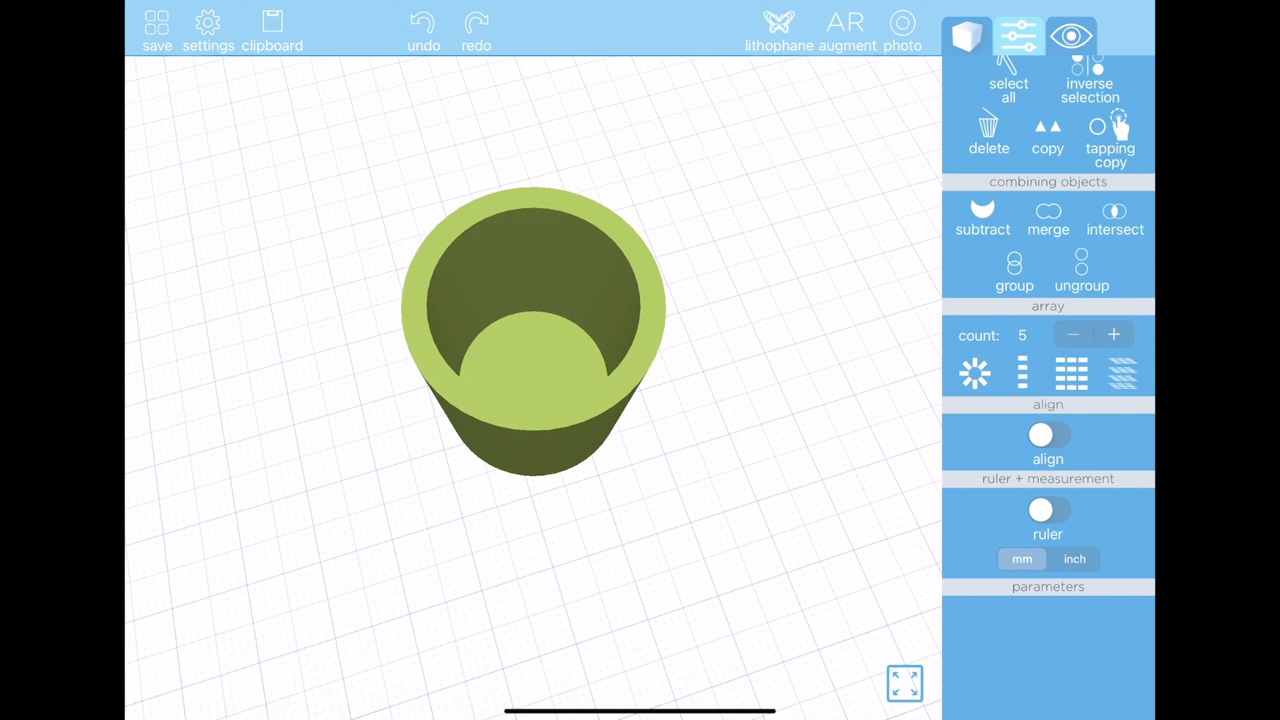 save settings clipboard undo redo lithophane augment photo
AR
select all
inverse selection
delete copy tapping copy
combining objects
subtract merge intersect
group ungroup
array
count: 5 − +
align
align
ruler + measurement
ruler
mm inch
parameters